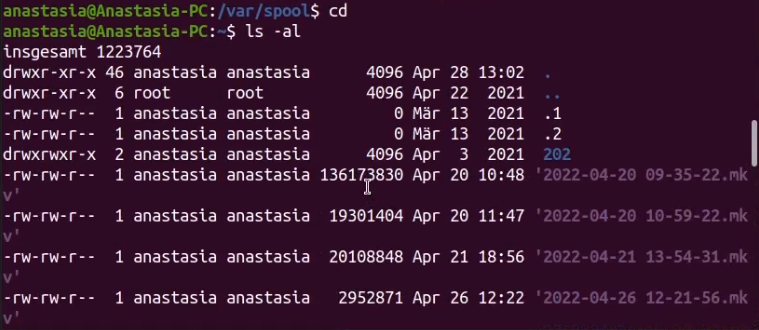 anastasia@Anastasia-PC:/var/spool$ cd
anastasia@Anastasia-PC:~$ ls -al
insgesamt 1223764
drwxr-xr-x 46 anastasia anastasia      4096 Apr 28 13:02 .
drwxr-xr-x  6 root      root           4096 Apr 22  2021 ..
-rw-rw-r--  1 anastasia anastasia         0 Mär 13  2021 .1
-rw-rw-r--  1 anastasia anastasia         0 Mär 13  2021 .2
drwxrwxr-x  2 anastasia anastasia      4096 Apr  3  2021 202
-rw-rw-r--  1 anastasia anastasia 136173830 Apr 20 10:48 '2022-04-20 09-35-22.mk
v'
-rw-rw-r--  1 anastasia anastasia  19301404 Apr 20 11:47 '2022-04-20 10-59-22.mk
v'
-rw-rw-r--  1 anastasia anastasia  20108848 Apr 21 18:56 '2022-04-21 13-54-31.mk
v'
-rw-rw-r--  1 anastasia anastasia   2952871 Apr 26 12:22 '2022-04-26 12-21-56.mk
v'